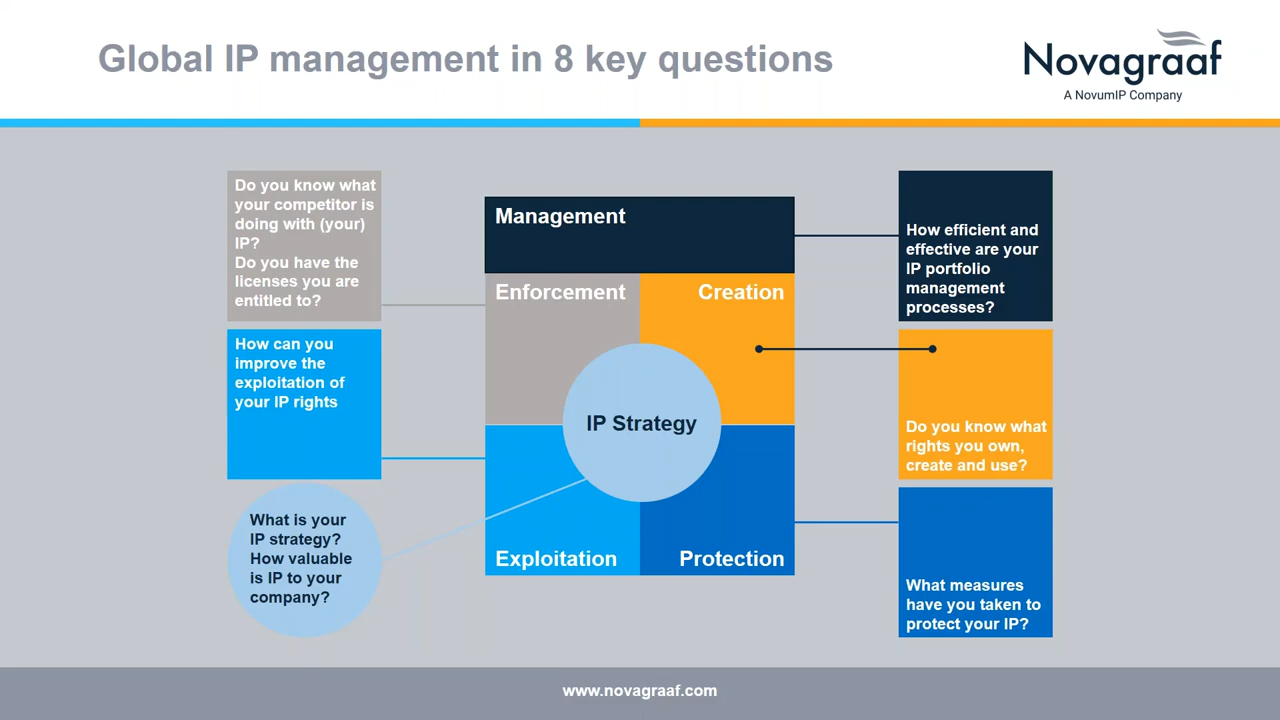 Global IP management in 8 key questions
Novagraaf
A NovumIP Company
Do you know what
your competitor is
doing with (your)
IP?
Do you have the
licenses you are
entitled to?
How can you
improve the
exploitation of
your IP rights
What is your
IP strategy?
How valuable
is IP to your
company?
Management
Enforcement
Creation
IP Strategy
Exploitation
Protection
How efficient and
effective are your
IP portfolio
management
processes?
Do you know what
rights you own,
create and use?
What measures
have you taken to
protect your IP?
www.novagraaf.com